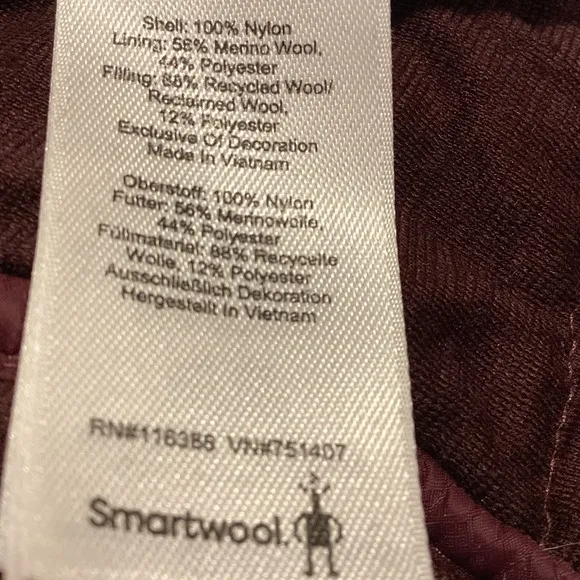 Shell: 100% Nylon
Lining: 56% Merino Wool,
44% Polyester
Filling: 88% Recycled Wool/
Reclaimed Wool,
12% Polyester
Exclusive Of Decoration
Made In Vietnam
Oberstoff: 100% Nylon
Futter: 56% Merinowolle,
44% Polyester
Füllmaterial: 88% Recycelte
Wolle, 12% Polyester
Ausschließlich Dekoration
Hergestellt In Vietnam
RN#116388 VN#751407
Smartwool.